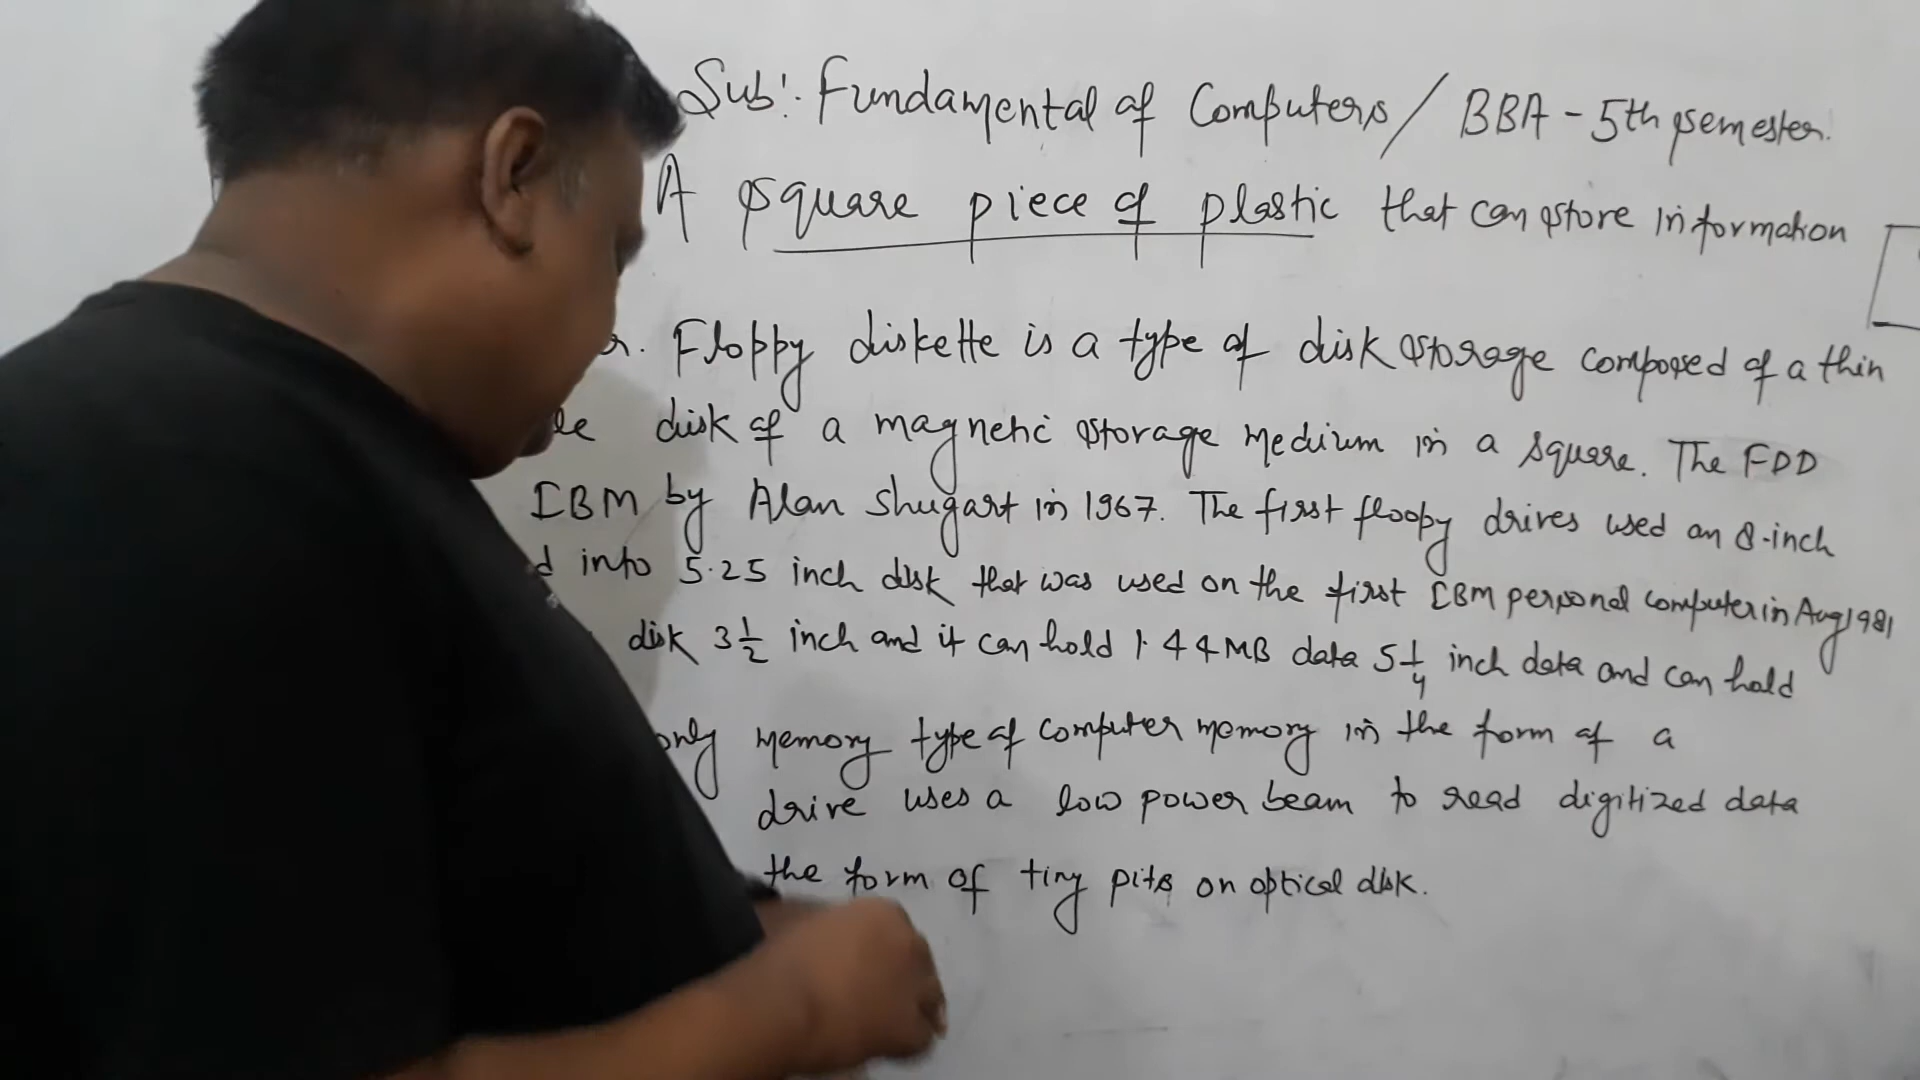 Sub:- Fundamental of Computers / BBA - 5th semester.
A square piece of plastic that can store information
Floppy diskette is a type of disk storage composed of a thin
disk of a magnetic storage medium in a square. The FDD
IBM by Alan Shugart in 1967. The first floopy drives used an 8-inch
into 5.25 inch disk that was used on the first IBM personal computer in Aug 1981
disk 3 1/2 inch and it can hold 1.44 MB data 5 1/4 inch data and can hold
only memory type of computer memory in the form of a
drive uses a low power beam to read digitized data
the form of tiny pits on optical disk.